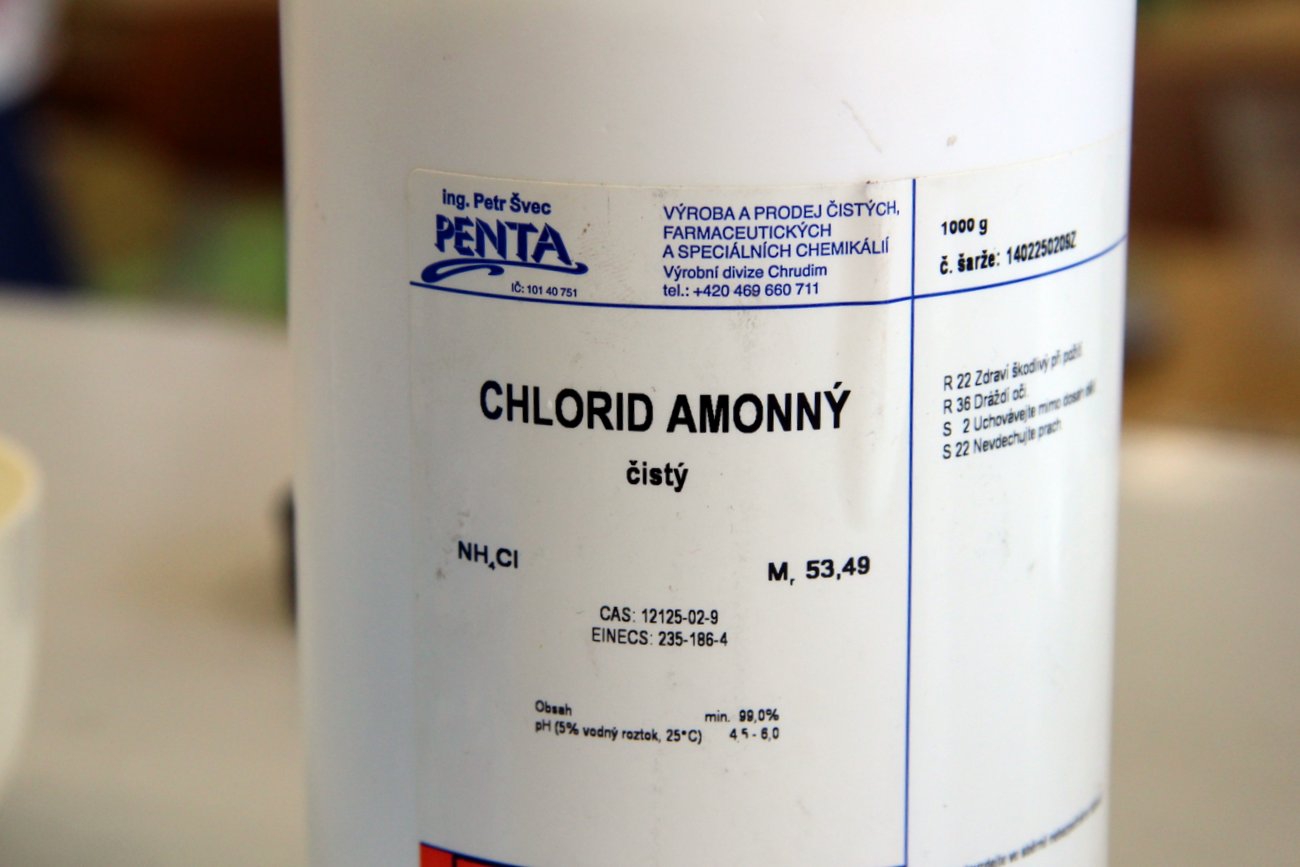 ing. Petr Švec
PENTA
IČ: 101 40 751
VÝROBA A PRODEJ ČISTÝCH,
FARMACEUTICKÝCH
A SPECIÁLNÍCH CHEMIKÁLIÍ
Výrobní divize Chrudim
tel.: +420 469 660 711
1000 g
č. šarže: 1402250209Z
CHLORID AMONNÝ
čistý
NH₄Cl
Mᵣ 53,49
CAS: 12125-02-9
EINECS: 235-186-4
Obsah min. 99,0%
pH (5% vodný roztok, 25°C) 4,5 - 6,0
R 22 Zdraví škodlivý při požití.
R 36 Dráždí oči.
S 2 Uchovávejte mimo dosah dětí.
S 22 Nevdechujte prach.